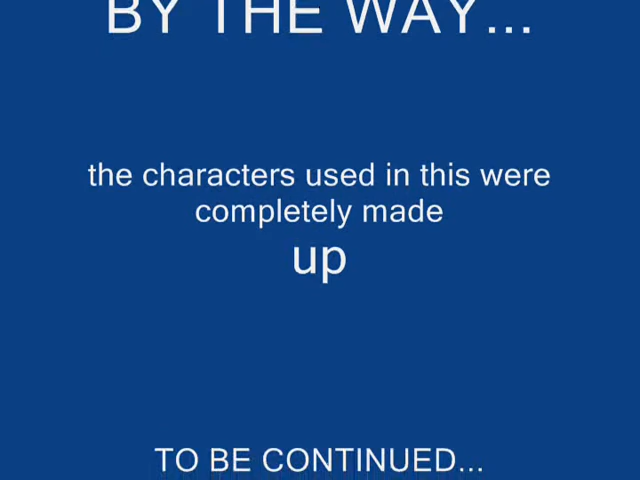 BY THE WAY...
the characters used in this were
completely made
up
TO BE CONTINUED...